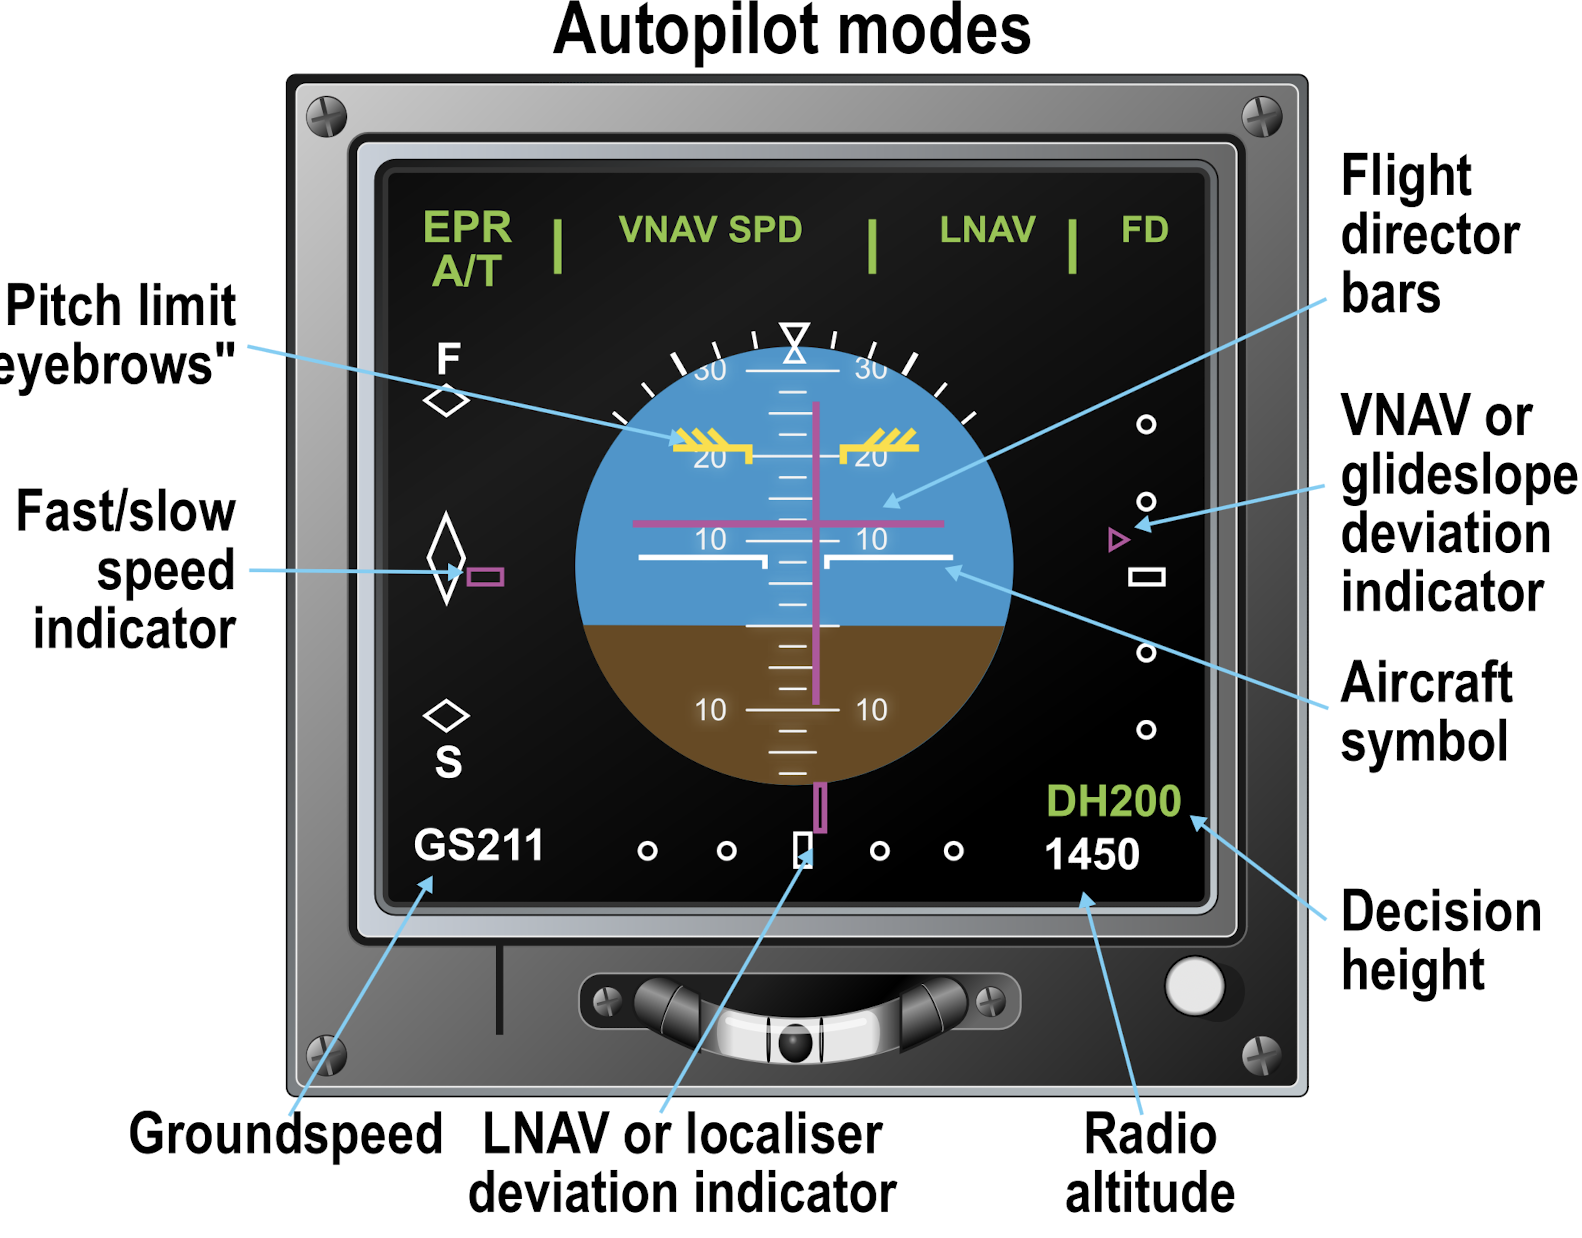 Autopilot modes
EPR
A/T
VNAV SPD
LNAV
FD
Flight
director
bars
Pitch limit
eyebrows"
F
30 30
20 20
10 10
10 10
VNAV or
glideslope
deviation
indicator
Fast/slow
speed
indicator
Aircraft
symbol
S
GS211
DH200
1450
Decision
height
Groundspeed
LNAV or localiser
deviation indicator
Radio
altitude